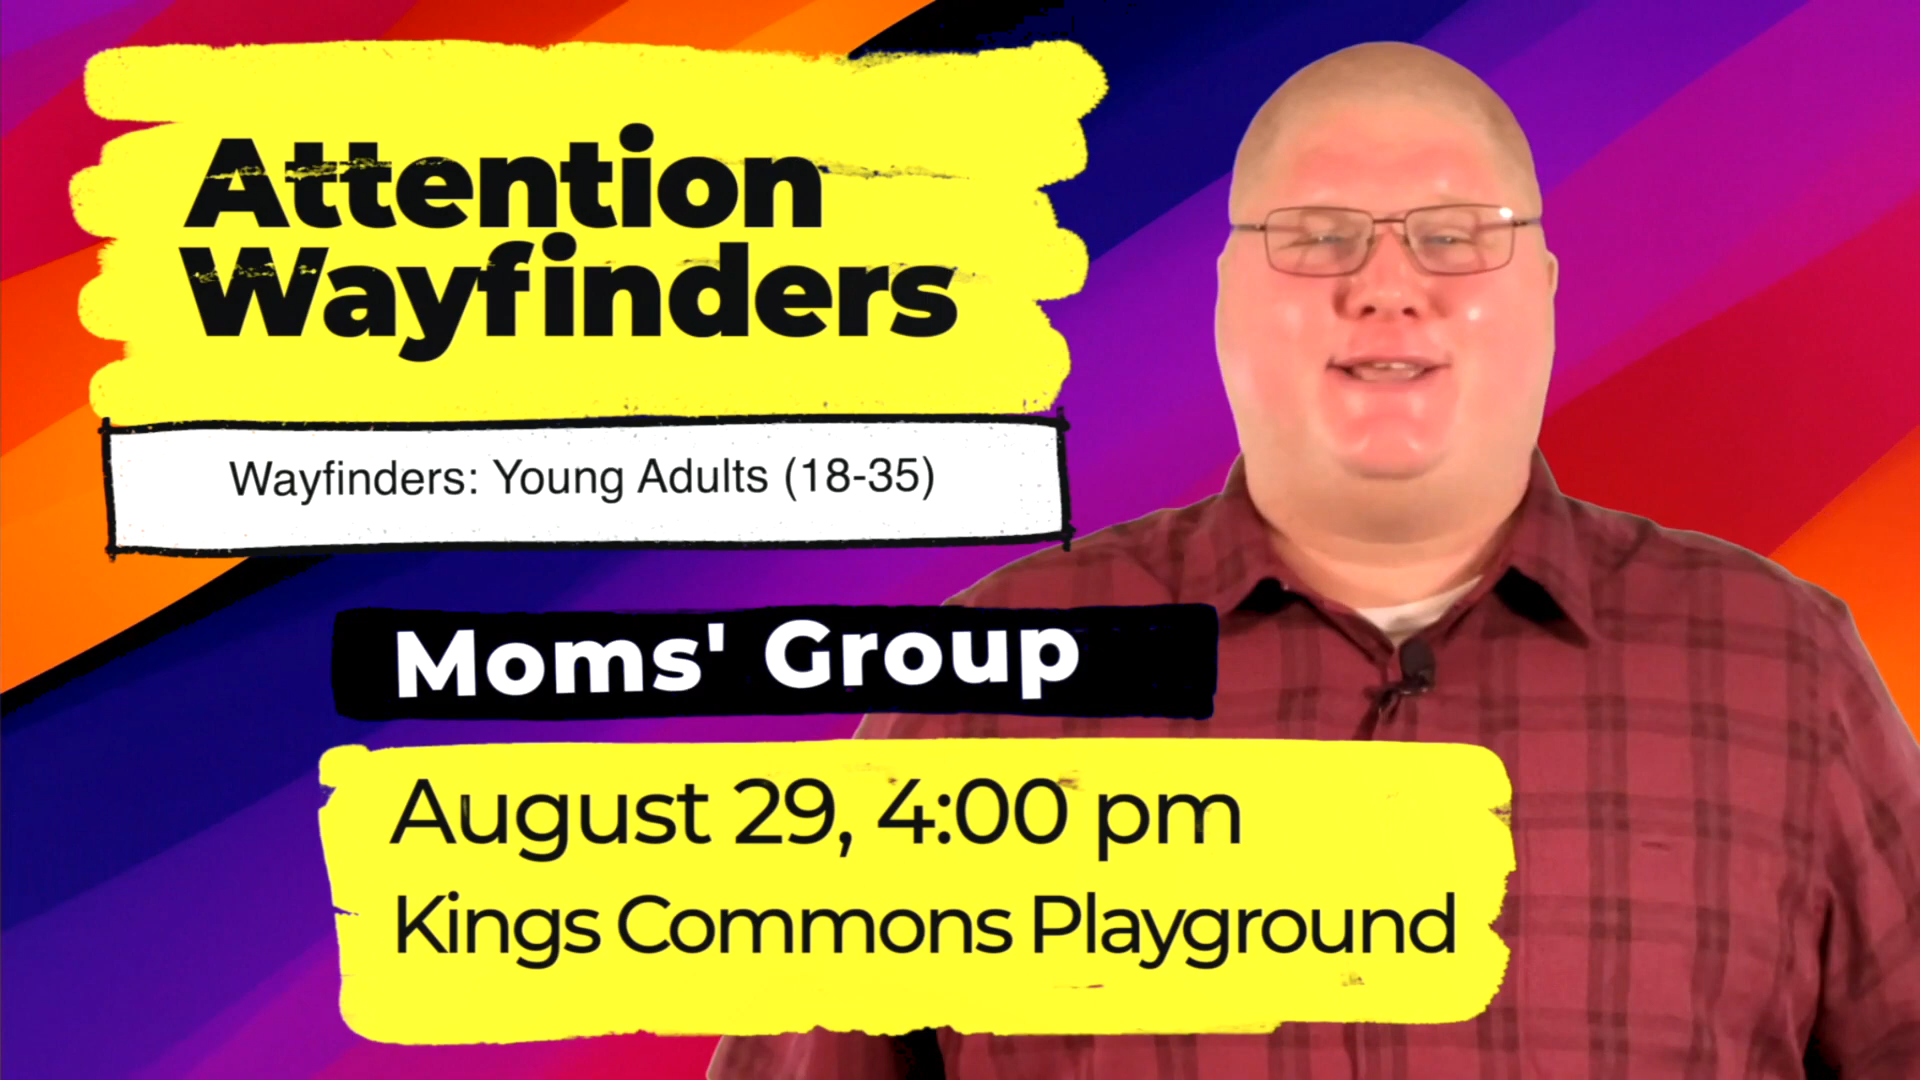 Attention
Wayfinders
Wayfinders: Young Adults (18-35)
Moms' Group
August 29, 4:00 pm
Kings Commons Playground